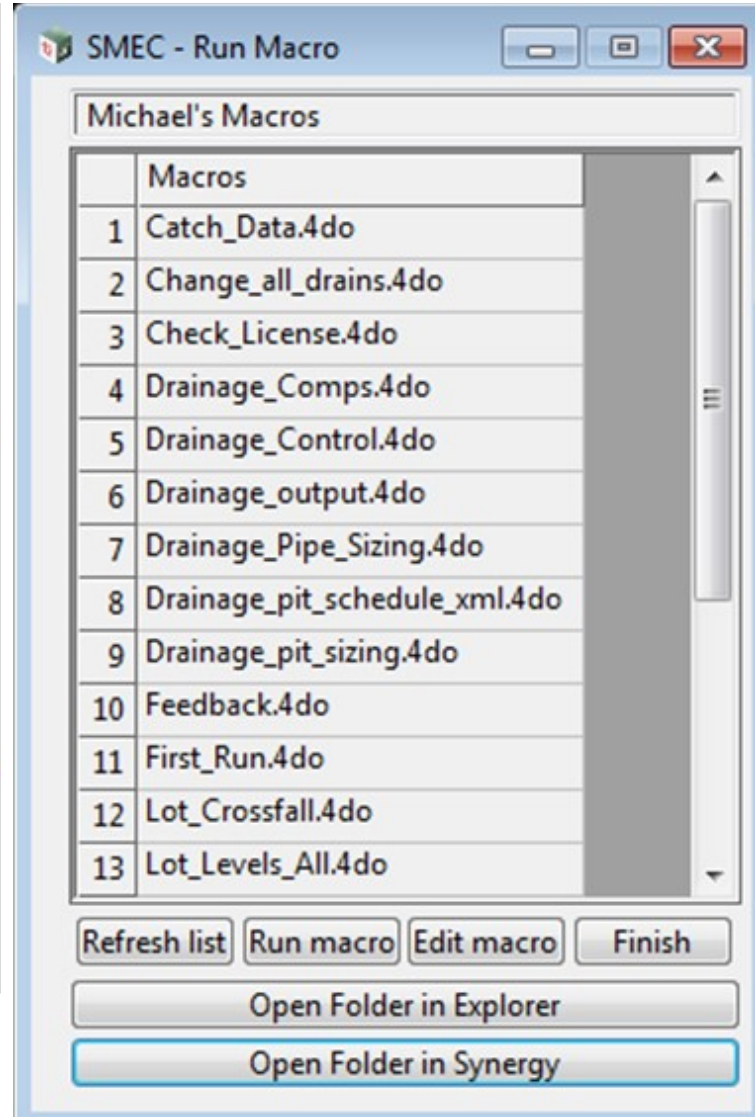 SMEC - Run Macro
Michael's Macros
Macros
1 Catch_Data.4do
2 Change_all_drains.4do
3 Check_License.4do
4 Drainage_Comps.4do
5 Drainage_Control.4do
6 Drainage_output.4do
7 Drainage_Pipe_Sizing.4do
8 Drainage_pit_schedule_xml.4do
9 Drainage_pit_sizing.4do
10 Feedback.4do
11 First_Run.4do
12 Lot_Crossfall.4do
13 Lot_Levels_All.4do
Refresh list Run macro Edit macro Finish
Open Folder in Explorer
Open Folder in Synergy